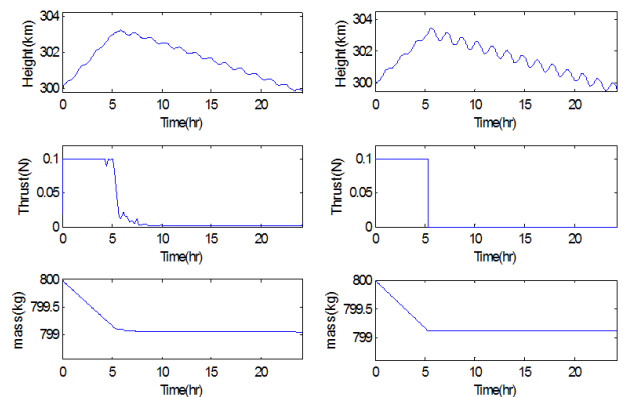 304
302
300
Height(km)
0 5 10 15 20
Time(hr)
304
302
300
Height(km)
0 5 10 15 20
Time(hr)
0.1
0.05
0
Thrust(N)
0 5 10 15 20
Time(hr)
0.1
0.05
0
Thrust(N)
0 5 10 15 20
Time(hr)
800
799.5
799
mass(kg)
0 5 10 15 20
Time(hr)
800
799.5
799
mass(kg)
0 5 10 15 20
Time(hr)